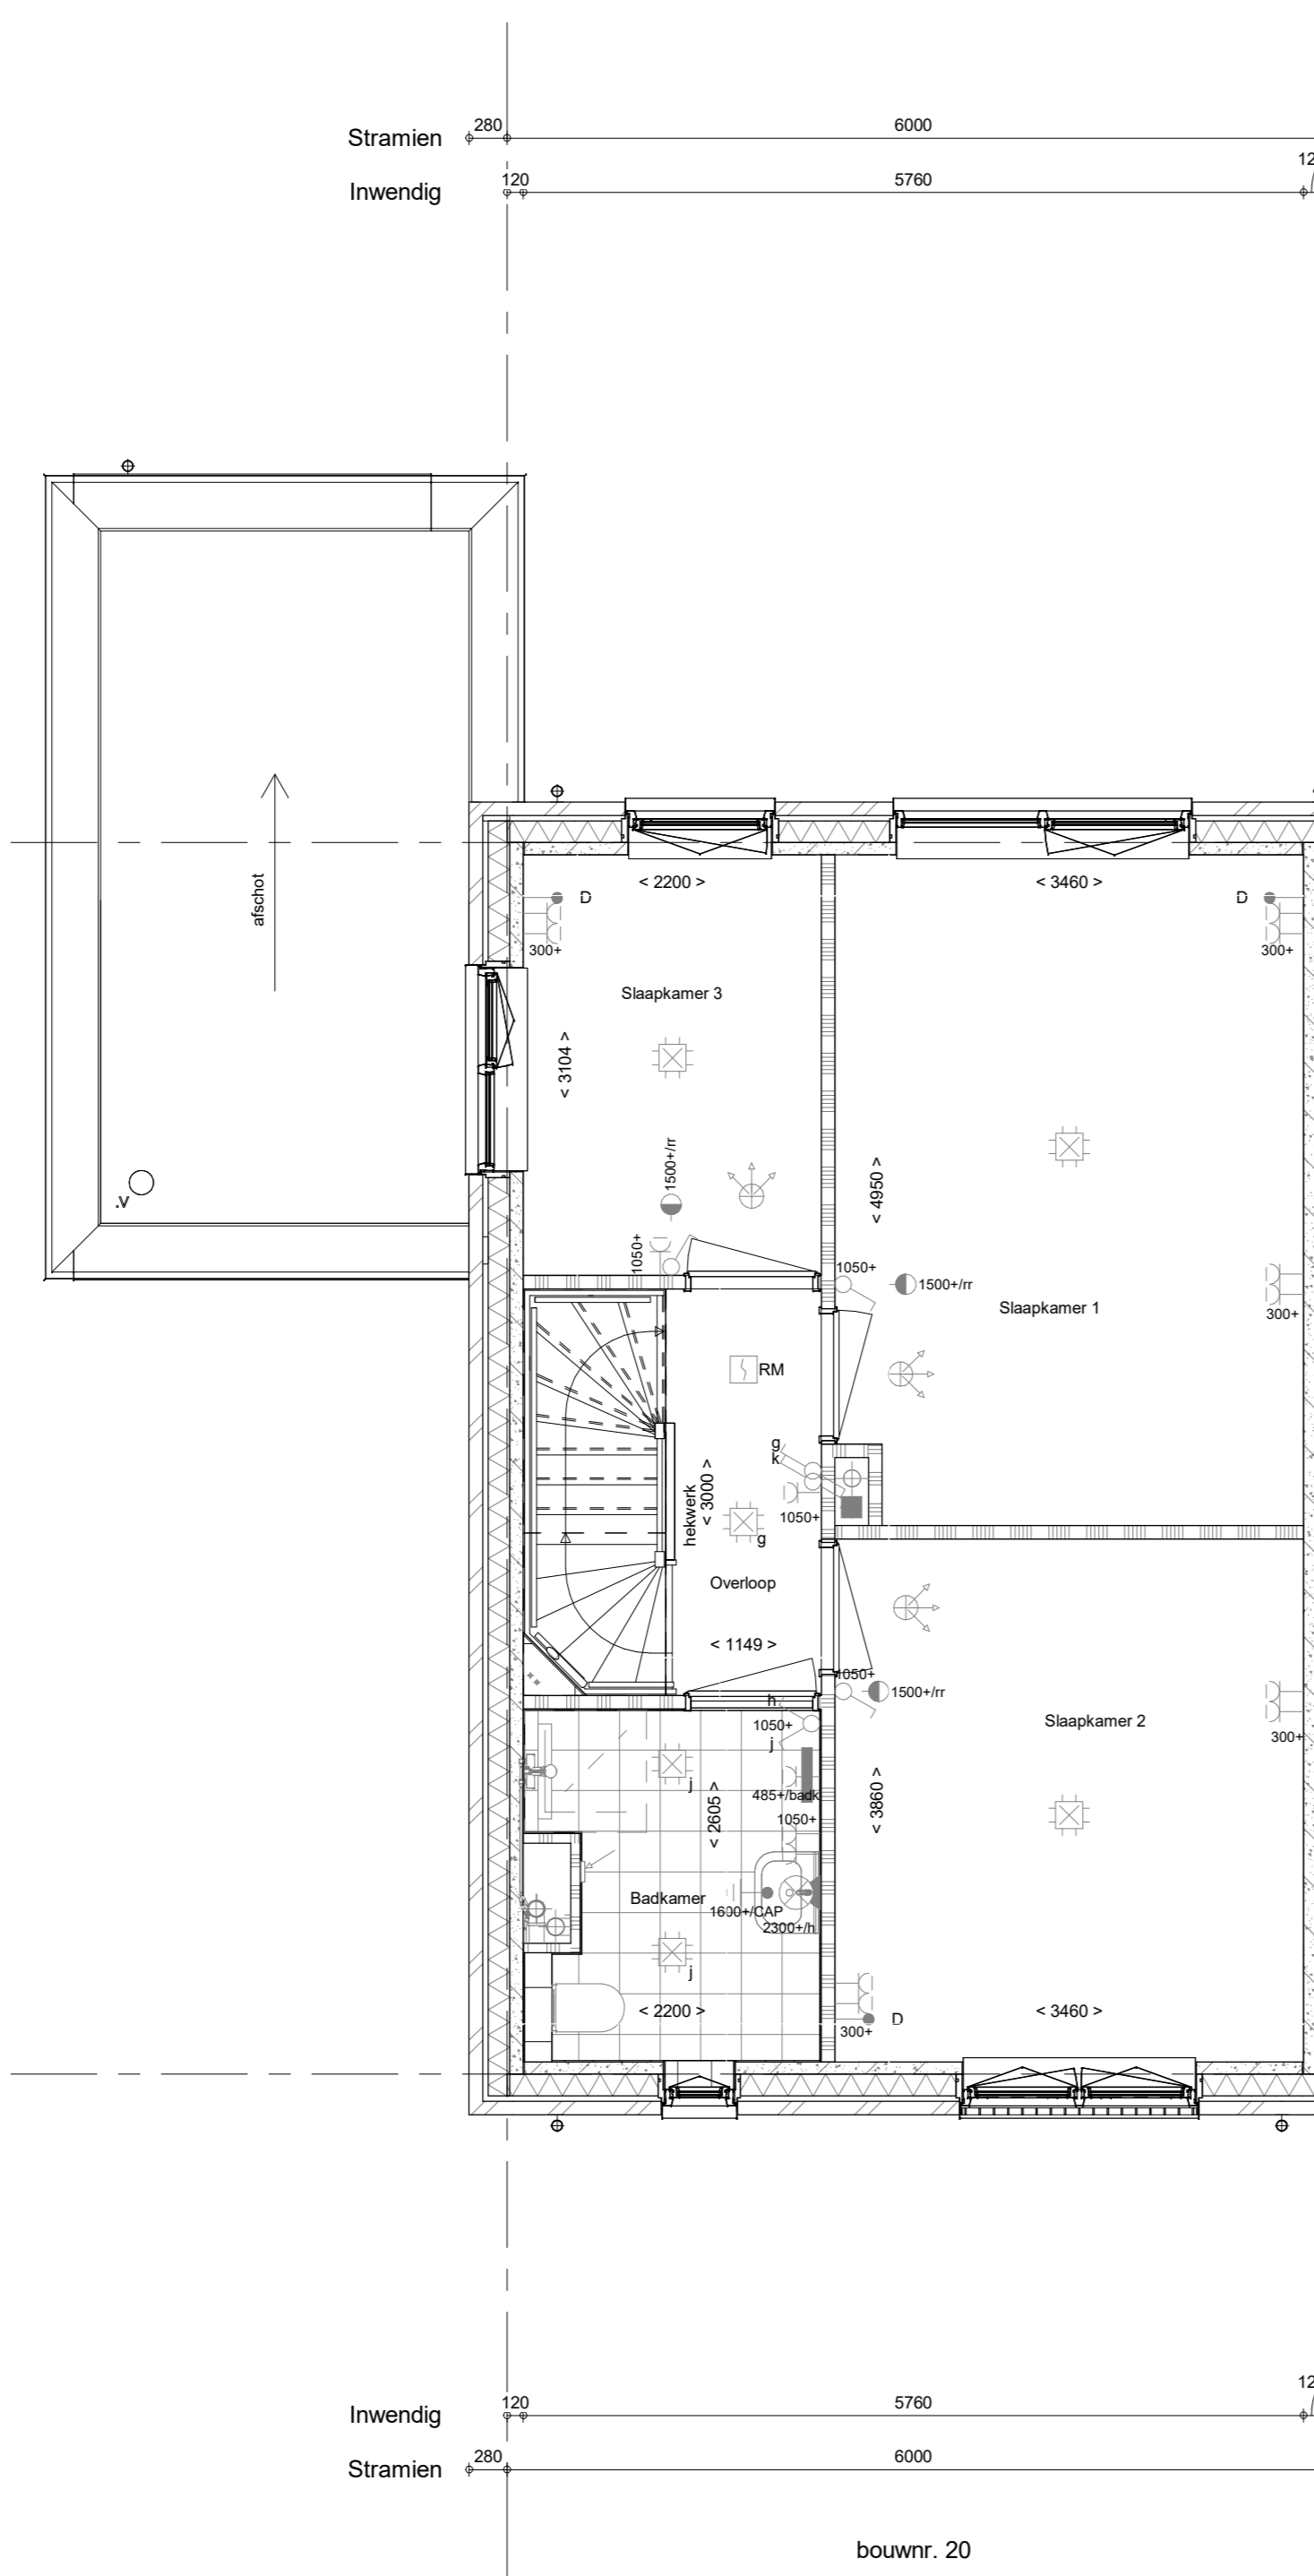 Stramien 280 6000
12
Inwendig 120 5760
afschot
V.
< 2200 >
< 3460 >
D
300+
D
300+
Slaapkamer 3
< 3104 >
1500+/rr
1050+
< 4950 >
1050+
1500+/rr
Slaapkamer 1
300+
RM
g
k
1050+
hekwerk
< 3000 >
g
Overloop
< 1149 >
1050+
1500+/rr
Slaapkamer 2
300+
h
1050+
j
j
485+/badk
< 2605 >
1050+
< 3860 >
Badkamer
1600+/CAP
2300+/h
j
< 2200 >
300+
D
< 3460 >
12
Inwendig 120 5760
Stramien 280 6000
bouwnr. 20